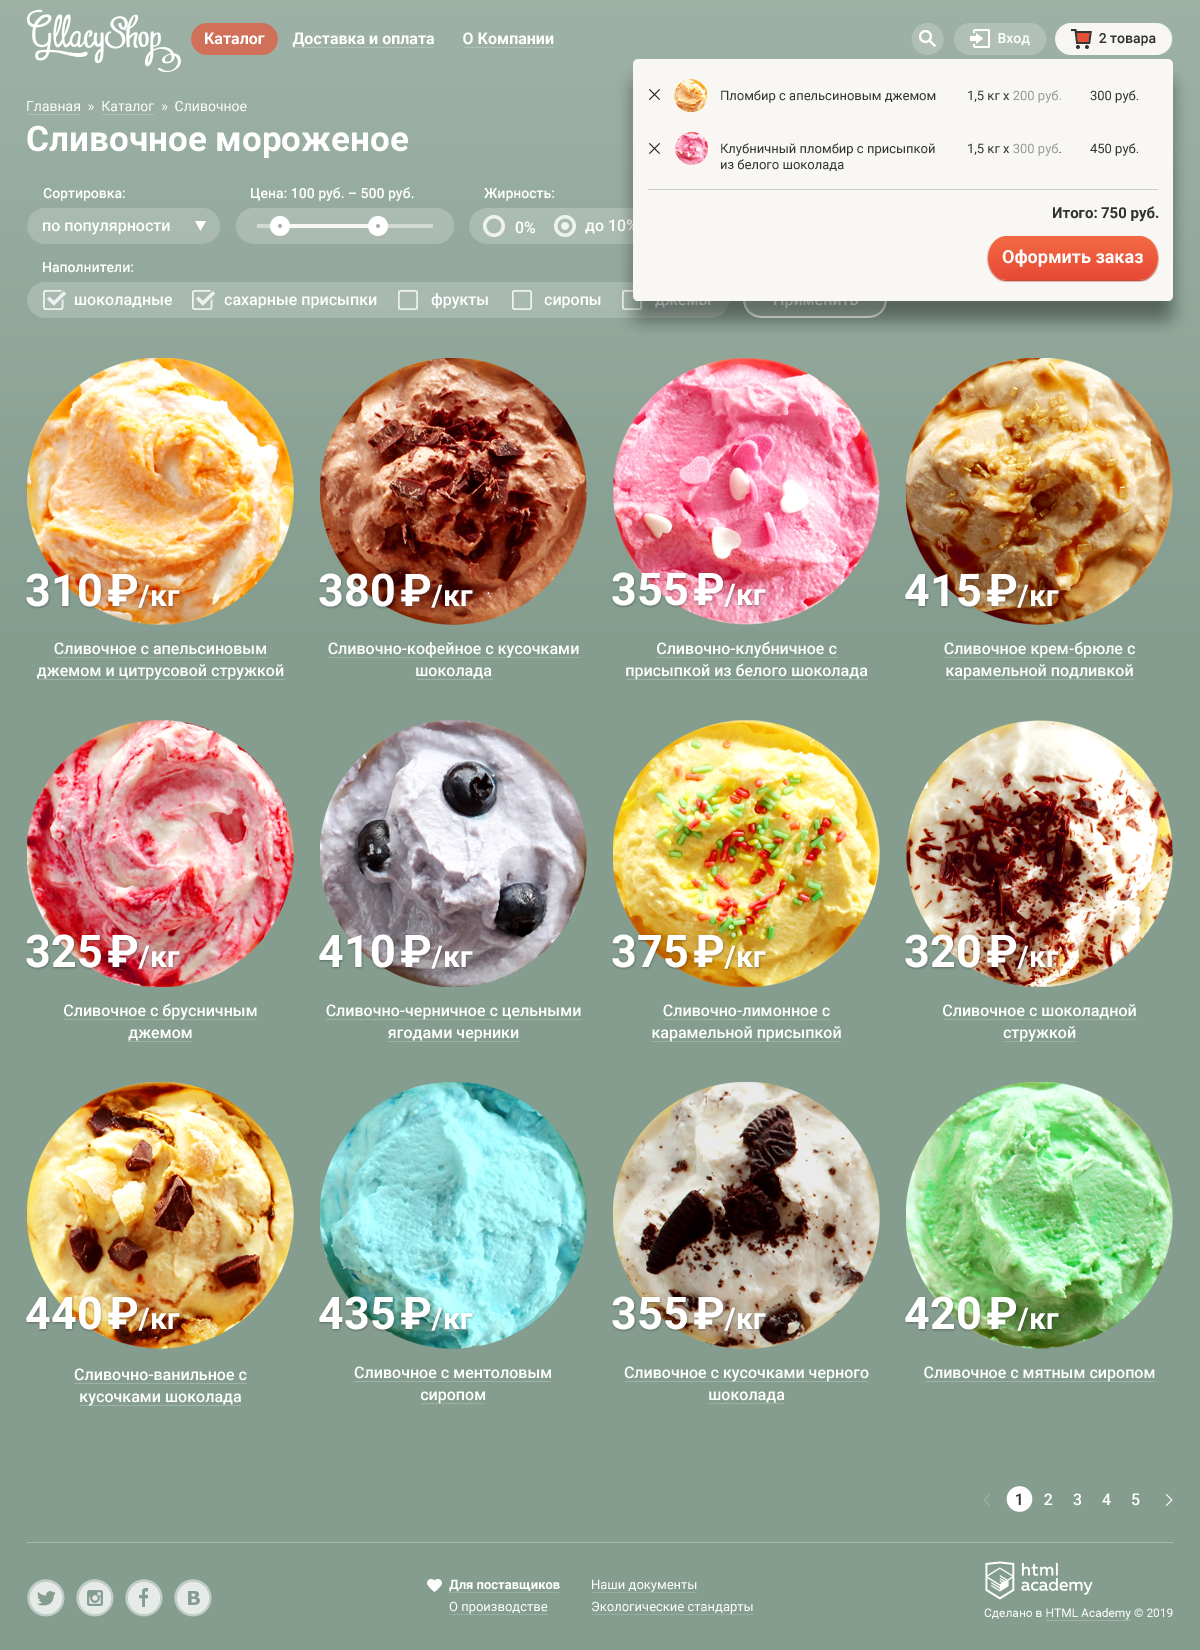 GllacyShop
Каталог
Доставка и оплата
О Компании
Вход
2 товара
Главная » Каталог » Сливочное
Сливочное мороженое
Пломбир с апельсиновым джемом
1,5 кг х 200 руб.
300 руб.
Клубничный пломбир с присыпкой
из белого шоколада
1,5 кг х 300 руб.
450 руб.
Итого: 750 руб.
Оформить заказ
Сортировка:
Цена: 100 руб. – 500 руб.
Жирность:
по популярности
0%
до 10%
Наполнители:
шоколадные
сахарные присыпки
фрукты
сиропы
джемы
Применить
310 ₽/кг
380 ₽/кг
355 ₽/кг
415 ₽/кг
Сливочное с апельсиновым
джемом и цитрусовой стружкой
Сливочно-кофейное с кусочками
шоколада
Сливочно-клубничное с
присыпкой из белого шоколада
Сливочное крем-брюле с
карамельной подливкой
325 ₽/кг
410 ₽/кг
375 ₽/кг
320 ₽/кг
Сливочное с брусничным
джемом
Сливочно-черничное с цельными
ягодами черники
Сливочно-лимонное с
карамельной присыпкой
Сливочное с шоколадной
стружкой
440 ₽/кг
435 ₽/кг
355 ₽/кг
420 ₽/кг
Сливочно-ванильное с
кусочками шоколада
Сливочное с ментоловым
сиропом
Сливочное с кусочками черного
шоколада
Сливочное с мятным сиропом
1 2 3 4 5
В
Для поставщиков
О производстве
Наши документы
Экологические стандарты
html
academy
Сделано в HTML Academy © 2019